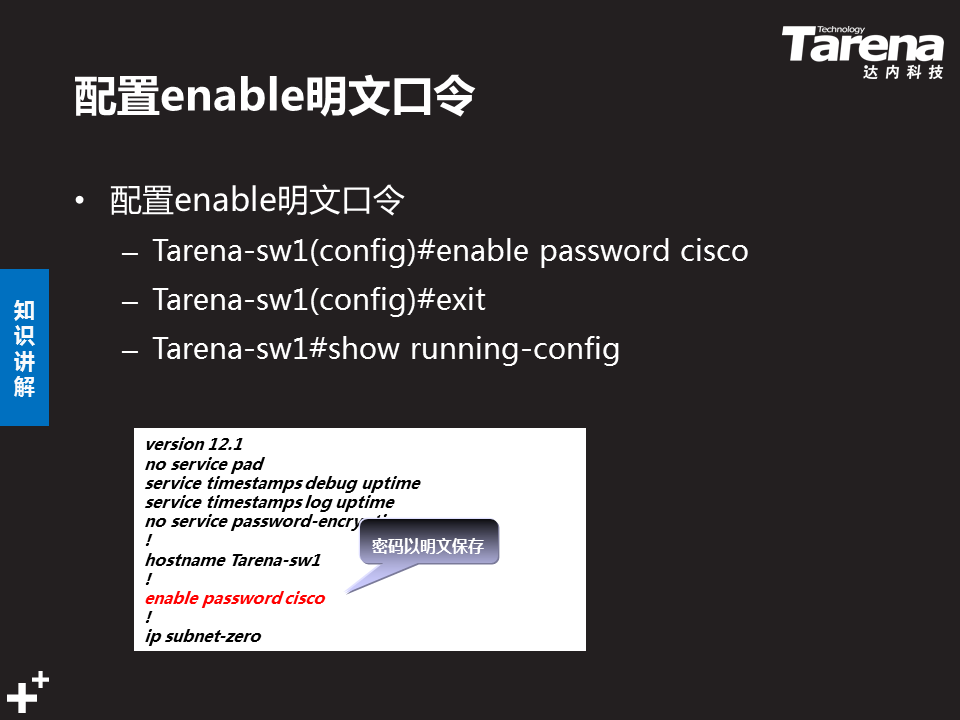 Technology
Tarena
达内科技
配置enable明文口令
• 配置enable明文口令
– Tarena-sw1(config)#enable password cisco
– Tarena-sw1(config)#exit
– Tarena-sw1#show running-config
知
识
讲
解
version 12.1
no service pad
service timestamps debug uptime
service timestamps log uptime
no service password-encrypti
!
密码以明文保存
hostname Tarena-sw1
!
enable password cisco
!
ip subnet-zero